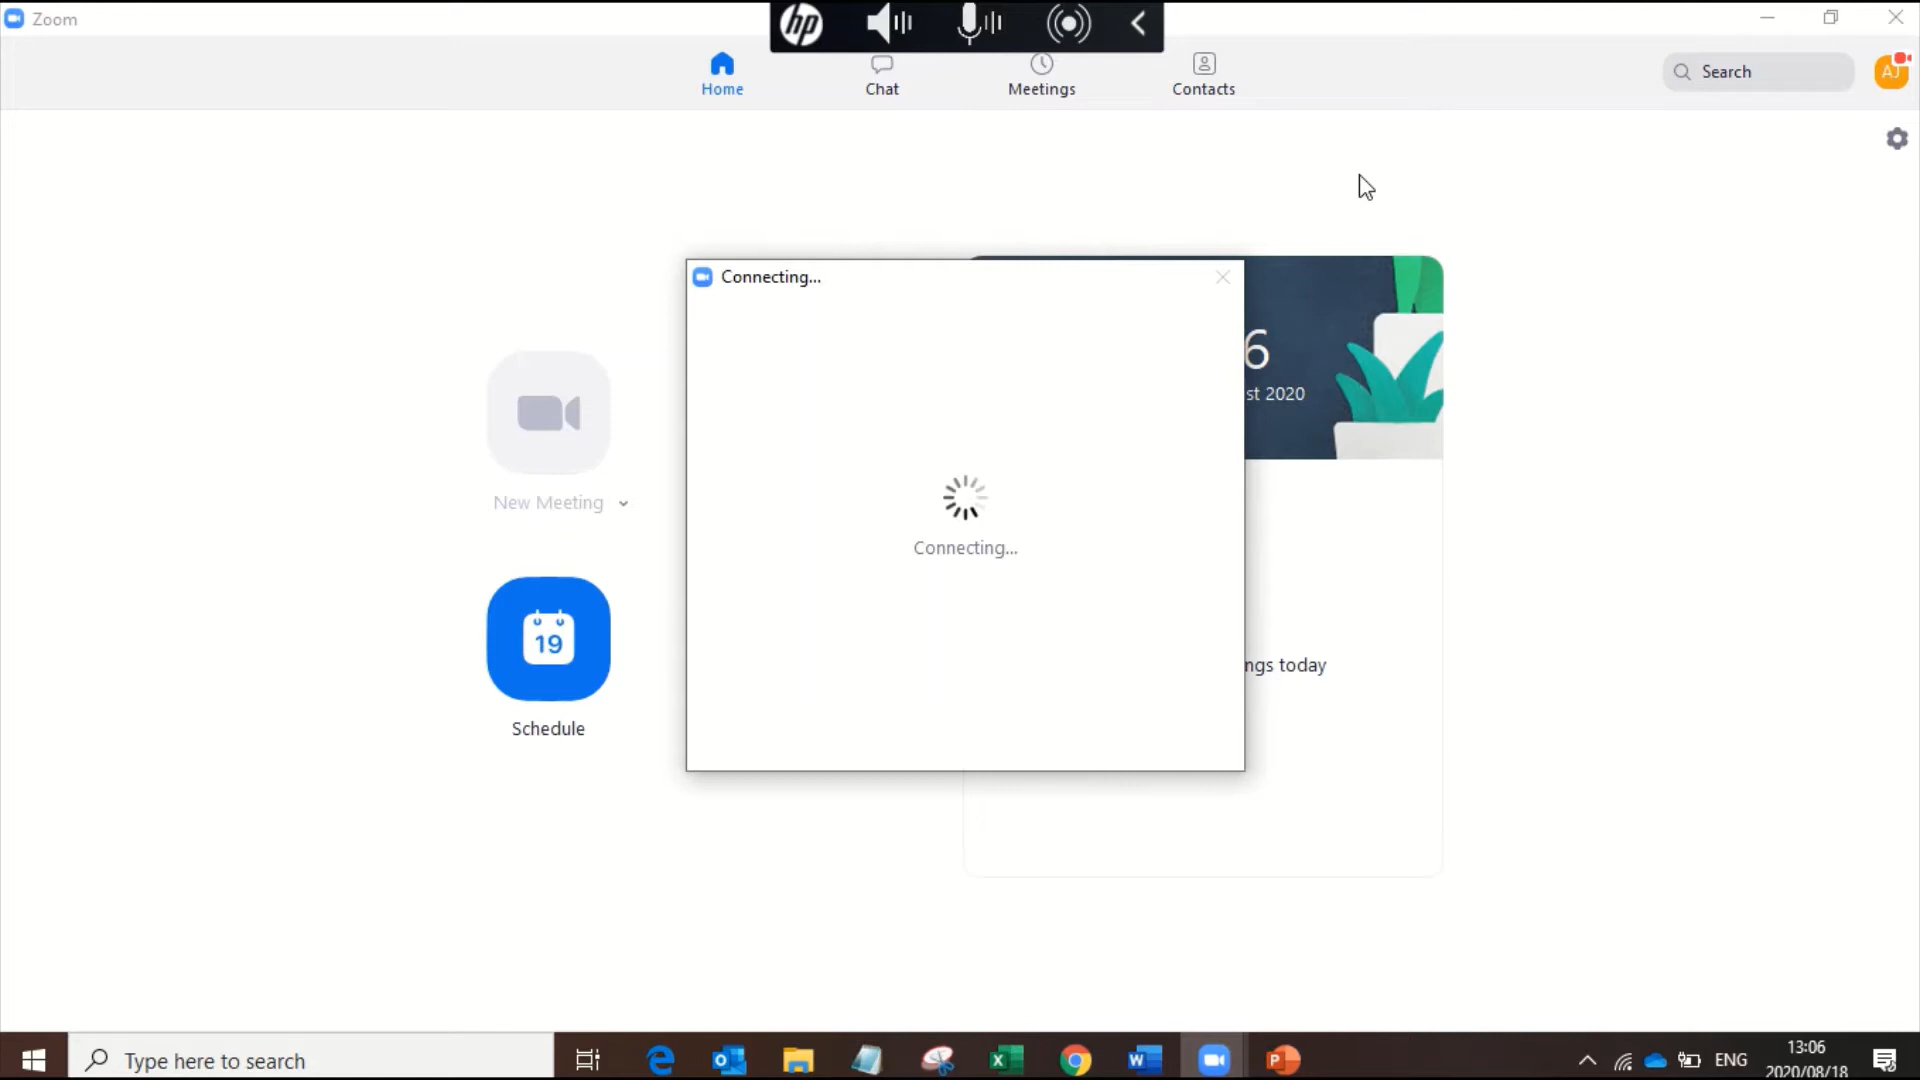 Zoom
hp
Home
Chat
Meetings
Contacts
Search
AJ
Connecting...
6
st 2020
New Meeting
Connecting...
19
ngs today
Schedule
Type here to search
ENG
13:06
2020/08/18